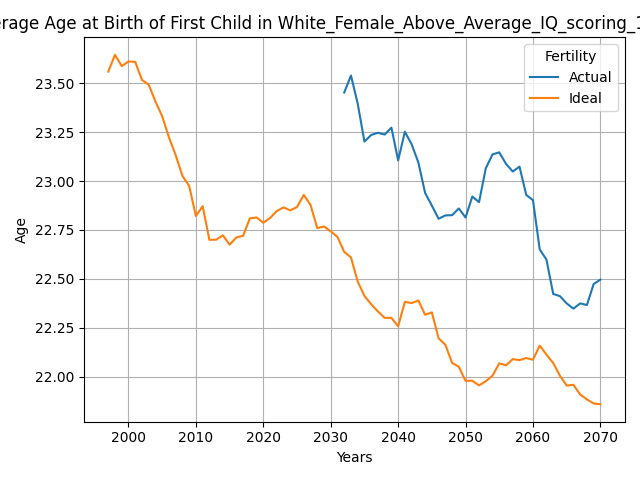 Age at Birth of First Child in White_Female_Above_Average_IQ_scoring_1
Fertility
Actual
Ideal
23.50
23.25
23.00
22.75
22.50
22.25
22.00
Age
2000 2010 2020 2030 2040 2050 2060 2070
Years